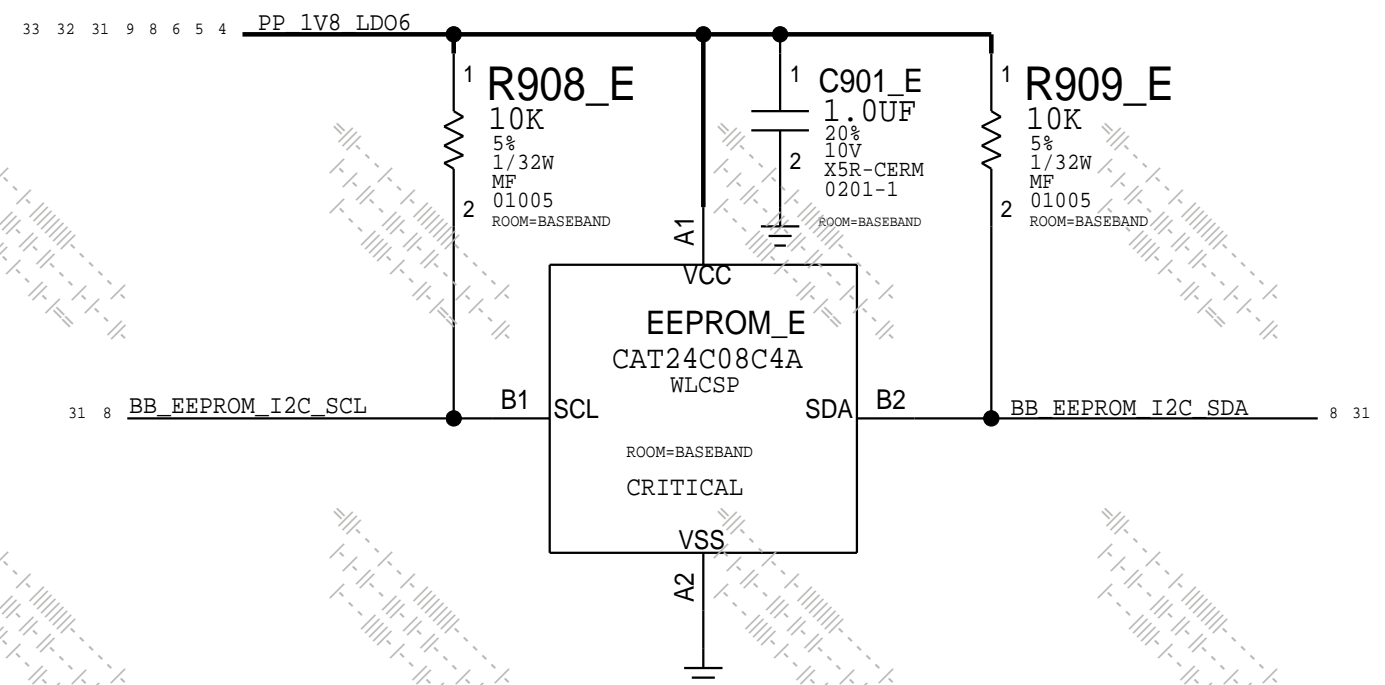 33 32 31 9 8 6 5 4 PP_1V8_LDO6
1
R908_E
10K
5%
1/32W
MF
01005
2
ROOM=BASEBAND
1
C901_E
1.0UF
20%
10V
2
X5R-CERM
0201-1
ROOM=BASEBAND
1
R909_E
10K
5%
1/32W
MF
01005
2
ROOM=BASEBAND
A1
VCC
EEPROM_E
CAT24C08C4A
WLCSP
31 8 BB_EEPROM_I2C_SCL
B1
SCL
SDA
B2
BB_EEPROM_I2C_SDA 8 31
ROOM=BASEBAND
CRITICAL
VSS
A2